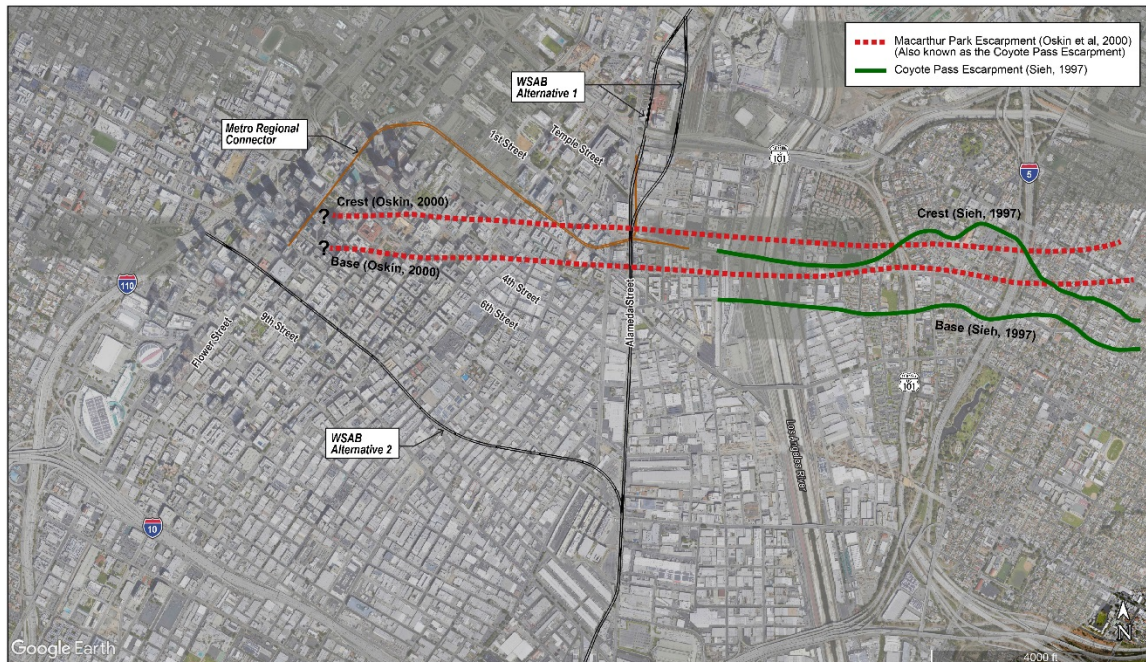 Macarthur Park Escarpment (Oskin et al, 2000)
(Also known as the Coyote Pass Escarpment)
Coyote Pass Escarpment (Sieh, 1997)
WSAB
Alternative 1
Metro Regional
Connector
1st Street
Temple Street
101
5
? Crest (Oskin, 2000)
Crest (Sieh, 1997)
? Base (Oskin, 2000)
110
4th Street
6th Street
Alameda Street
Base (Sieh, 1997)
Flower Street
9th Street
101
WSAB
Alternative 2
Los Angeles River
10
N
Google Earth
4000 ft